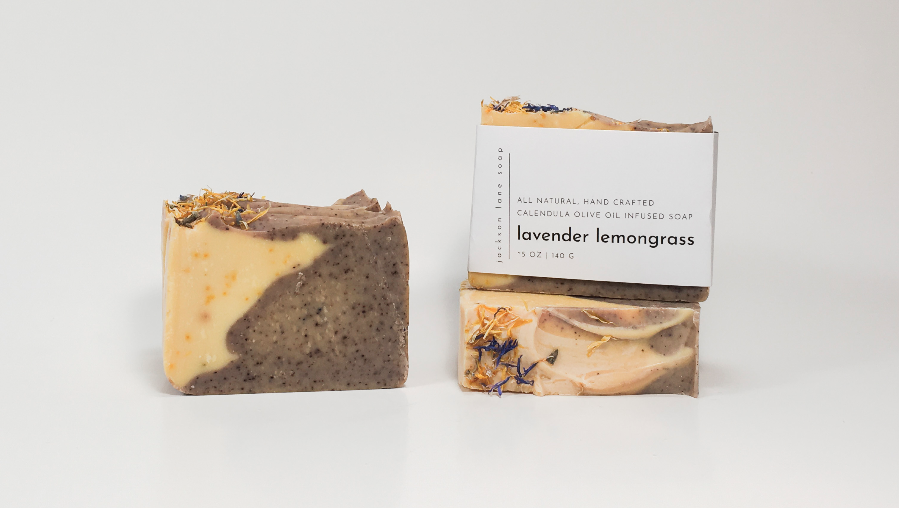 jackson lane soap
ALL NATURAL, HAND CRAFTED
CALENDULA OLIVE OIL INFUSED SOAP
lavender lemongrass
~5 OZ | 140 G